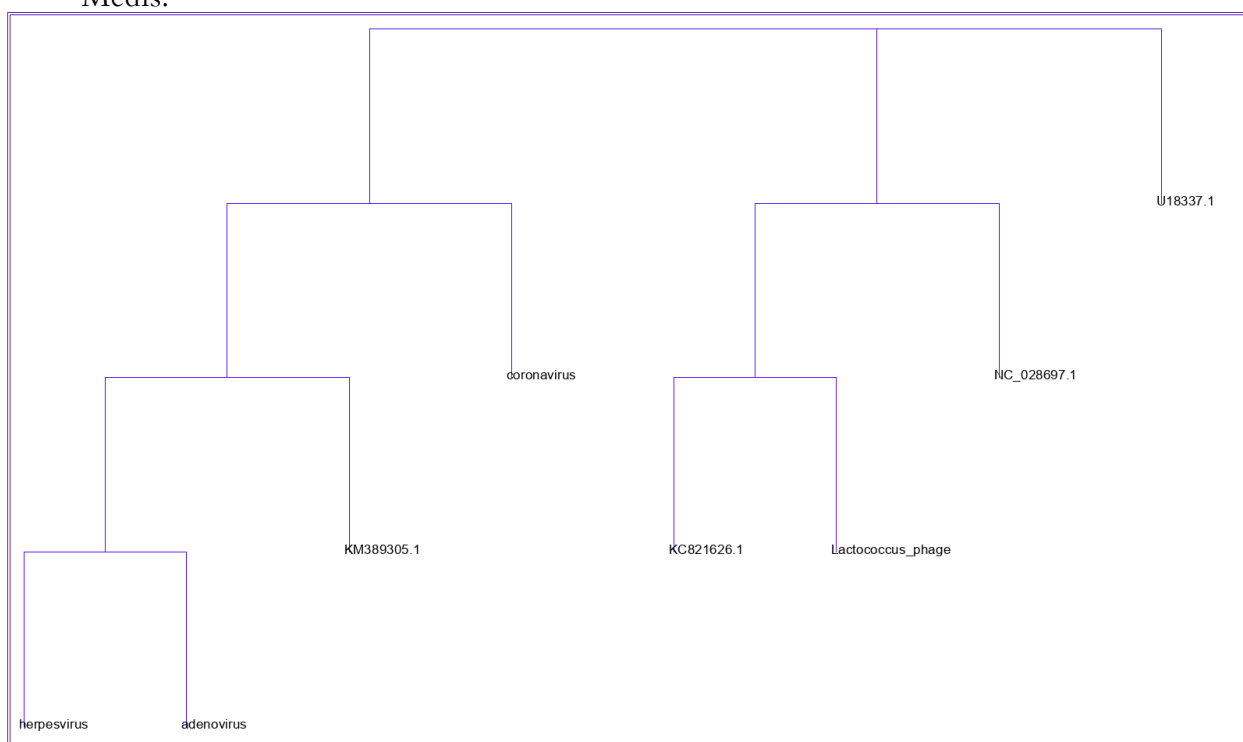 Medis.
U18337.1
coronavirus
NC_028697.1
KM389305.1
KC821626.1
Lactococcus_phage
herpesvirus
adenovirus